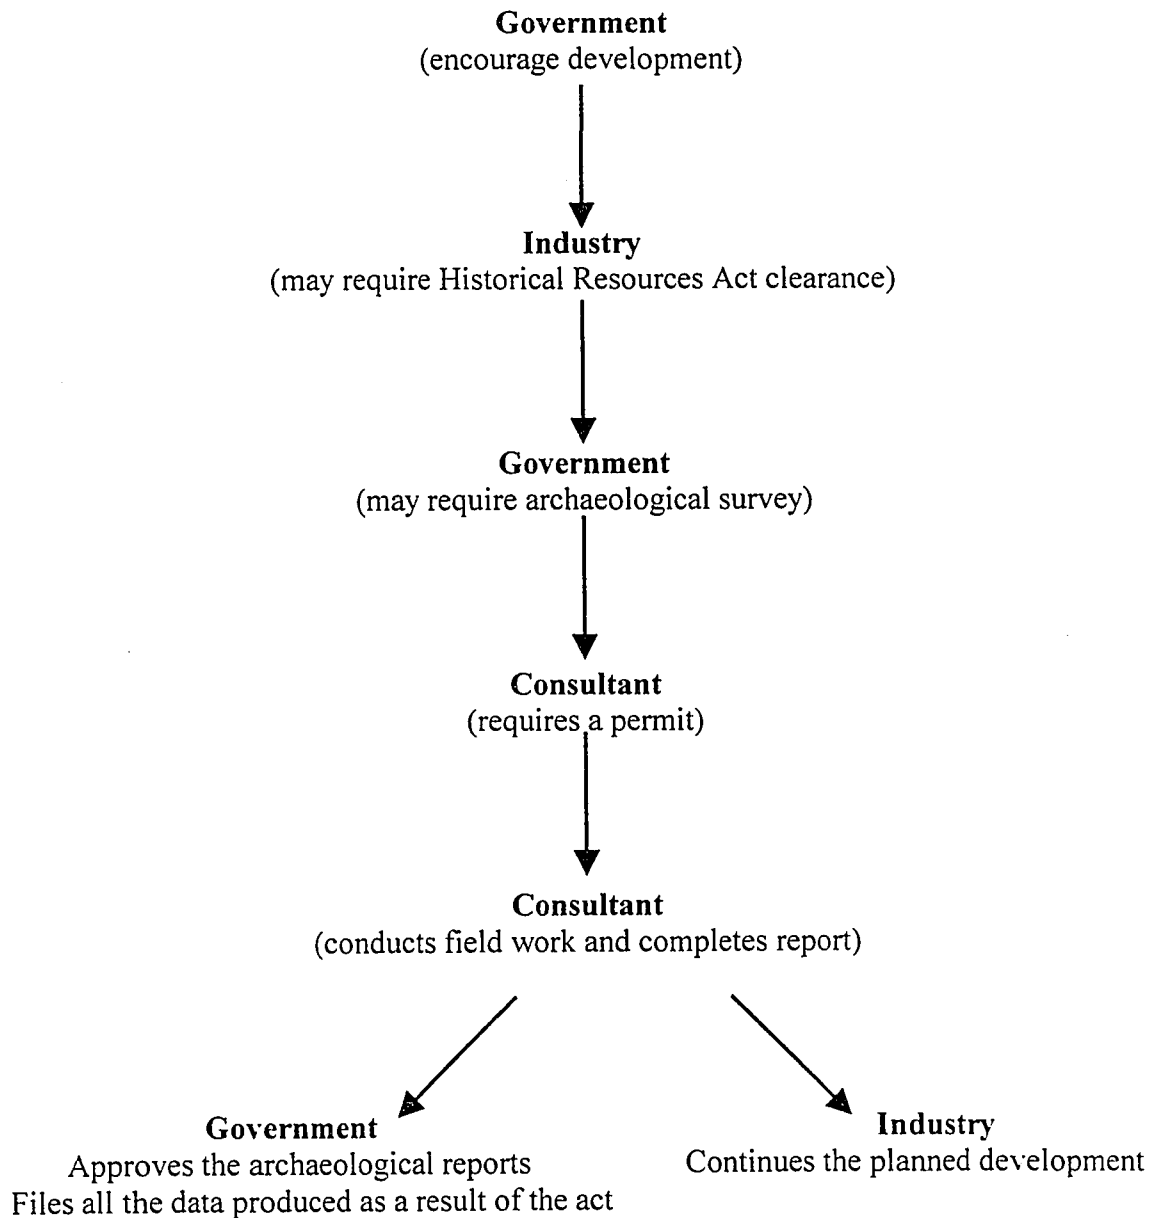 Government
(encourage development)
Industry
(may require Historical Resources Act clearance)
Government
(may require archaeological survey)
Consultant
(requires a permit)
Consultant
(conducts field work and completes report)
Government
Approves the archaeological reports
Files all the data produced as a result of the act
Industry
Continues the planned development